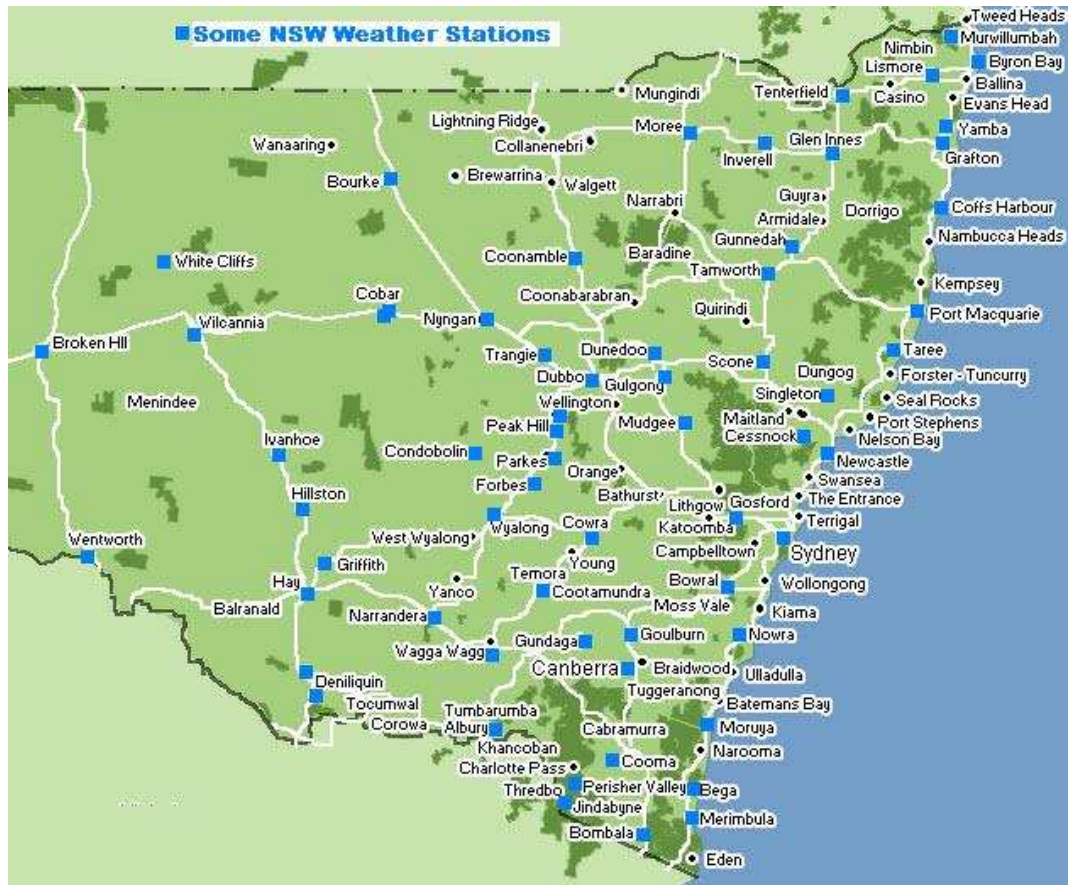 Some NSW Weather Stations
Tweed Heads
Murwillumbah
Nimbin
Byron Bay
Lismore
Ballina
Mungindi
Tenterfield
Casino
Evans Head
Lightning Ridge
Moree
Yamba
Collanenebri
Glen Innes
Wanaaring
Inverell
Grafton
Brewarrina
Bourke
Walgett
Guyra
Narrabri
Dorrigo
Coffs Harbour
Armidale
Gunnedah
Nambucca Heads
White Cliffs
Coonamble
Baradine
Tamworth
Kempsey
Cobar
Coonabarabran
Quirindi
Port Macquarie
Nyngan
Wilcannia
Broken Hll
Trangie
Dunedoo
Scone
Taree
Dubbo
Gulgong
Dungog
Forster - Tuncurry
Singleton
Menindee
Wellington
Seal Rocks
Maitland
Port Stephens
Peak Hill
Mudgee
Cessnock
Nelson Bay
Ivanhoe
Condobolin
Parkes
Newcastle
Orange
Swansea
Forbes
Hillston
Bathurst
Lithgow
Gosford
The Entrance
Wyalong
Cowra
Katoomba
Terrigal
Wentworth
West Wyalong
Campbelltown
Sydney
Griffith
Young
Temora
Hay
Yanco
Cootamundra
Bowral
Wollongong
Balranald
Narrandera
Moss Vale
Kiama
Gundaga
Goulburn
Nowra
Wagga Wagg
Canberra
Braidwood
Ulladulla
Deniliquin
Tuggeranong
Tocumwal
Batemans Bay
Tumbarumba
Corowa
Albury
Cabramurra
Moruya
Khancoban
Narooma
Charlotte Pass
Cooma
Thredbo
Perisher Valley
Bega
Jindabyne
Merimbula
Bombala
Eden